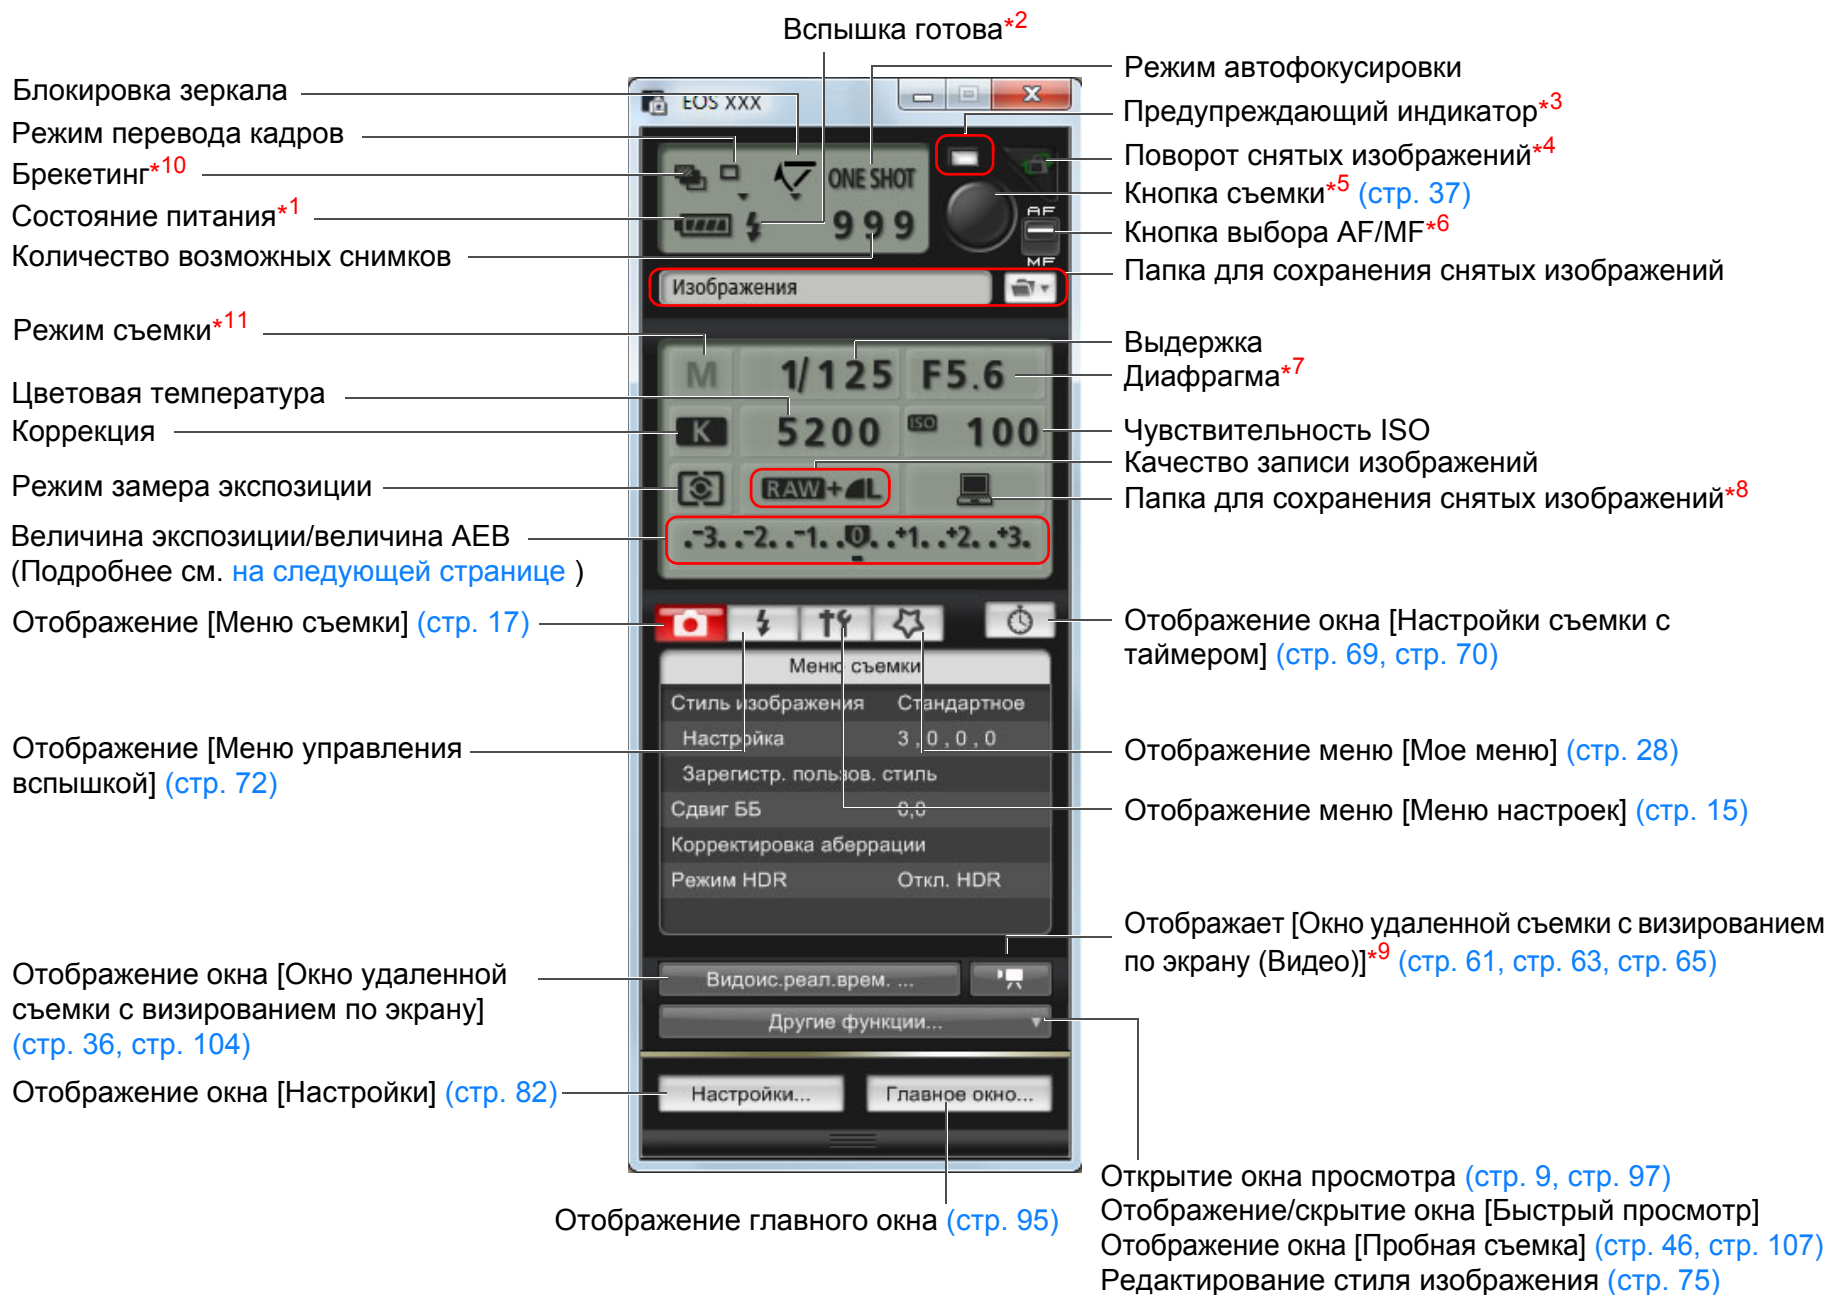 Вспышка готова*2
Блокировка зеркала
Режим перевода кадров
Брекетинг*10
Состояние питания*1
Количество возможных снимков
Режим съемки*11
Цветовая температура
Коррекция
Режим замера экспозиции
Величина экспозиции/величина AEB
(Подробнее см. на следующей странице )
Отображение [Меню съемки] (стр. 17)
Отображение [Меню управления
вспышкой] (стр. 72)
Отображение окна [Окно удаленной
съемки с визированием по экрану]
(стр. 36, стр. 104)
Отображение окна [Настройки] (стр. 82)
EOS XXX
ONE SHOT
999
AF
MF
Изображения
M 1/125 F5.6
K 5200 ISO 100
RAW+L
.-3. .-2. .-1. .0. .+1. .+2. .+3.
Меню съемки
Стиль изображения Стандартное
Настройка 3 , 0 , 0 , 0
Зарегистр. пользов. стиль
Сдвиг ББ 0,0
Корректировка аберрации
Режим HDR Откл. HDR
Видоис.реал.врем. ...
Другие функции...
Настройки... Главное окно...
Режим автофокусировки
Предупреждающий индикатор*3
Поворот снятых изображений*4
Кнопка съемки*5 (стр. 37)
Кнопка выбора AF/MF*6
Папка для сохранения снятых изображений
Выдержка
Диафрагма*7
Чувствительность ISO
Качество записи изображений
Папка для сохранения снятых изображений*8
Отображение окна [Настройки съемки с
таймером] (стр. 69, стр. 70)
Отображение меню [Мое меню] (стр. 28)
Отображение меню [Меню настроек] (стр. 15)
Отображает [Окно удаленной съемки с визированием
по экрану (Видео)]*9 (стр. 61, стр. 63, стр. 65)
Отображение главного окна (стр. 95)
Открытие окна просмотра (стр. 9, стр. 97)
Отображение/скрытие окна [Быстрый просмотр]
Отображение окна [Пробная съемка] (стр. 46, стр. 107)
Редактирование стиля изображения (стр. 75)